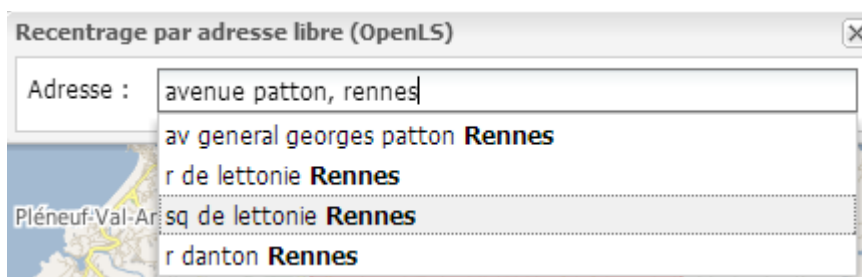 Recentrage par adresse libre (OpenLS)
Adresse :
avenue patton, rennes
av general georges patton Rennes
r de lettonie Rennes
sq de lettonie Rennes
r danton Rennes
Pléneuf-Val-An